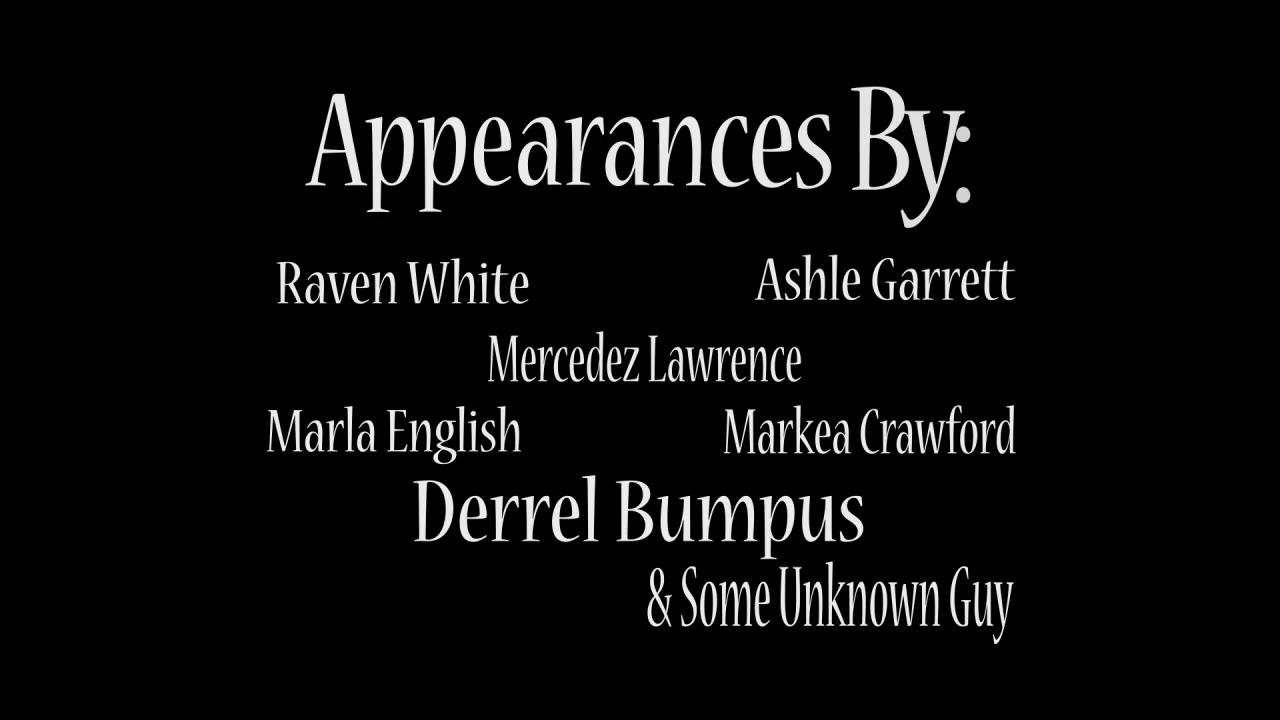 Appearances By:
Raven White Ashle Garrett
Mercedez Lawrence
Marla English Markea Crawford
Derrel Bumpus
& Some Unknown Guy